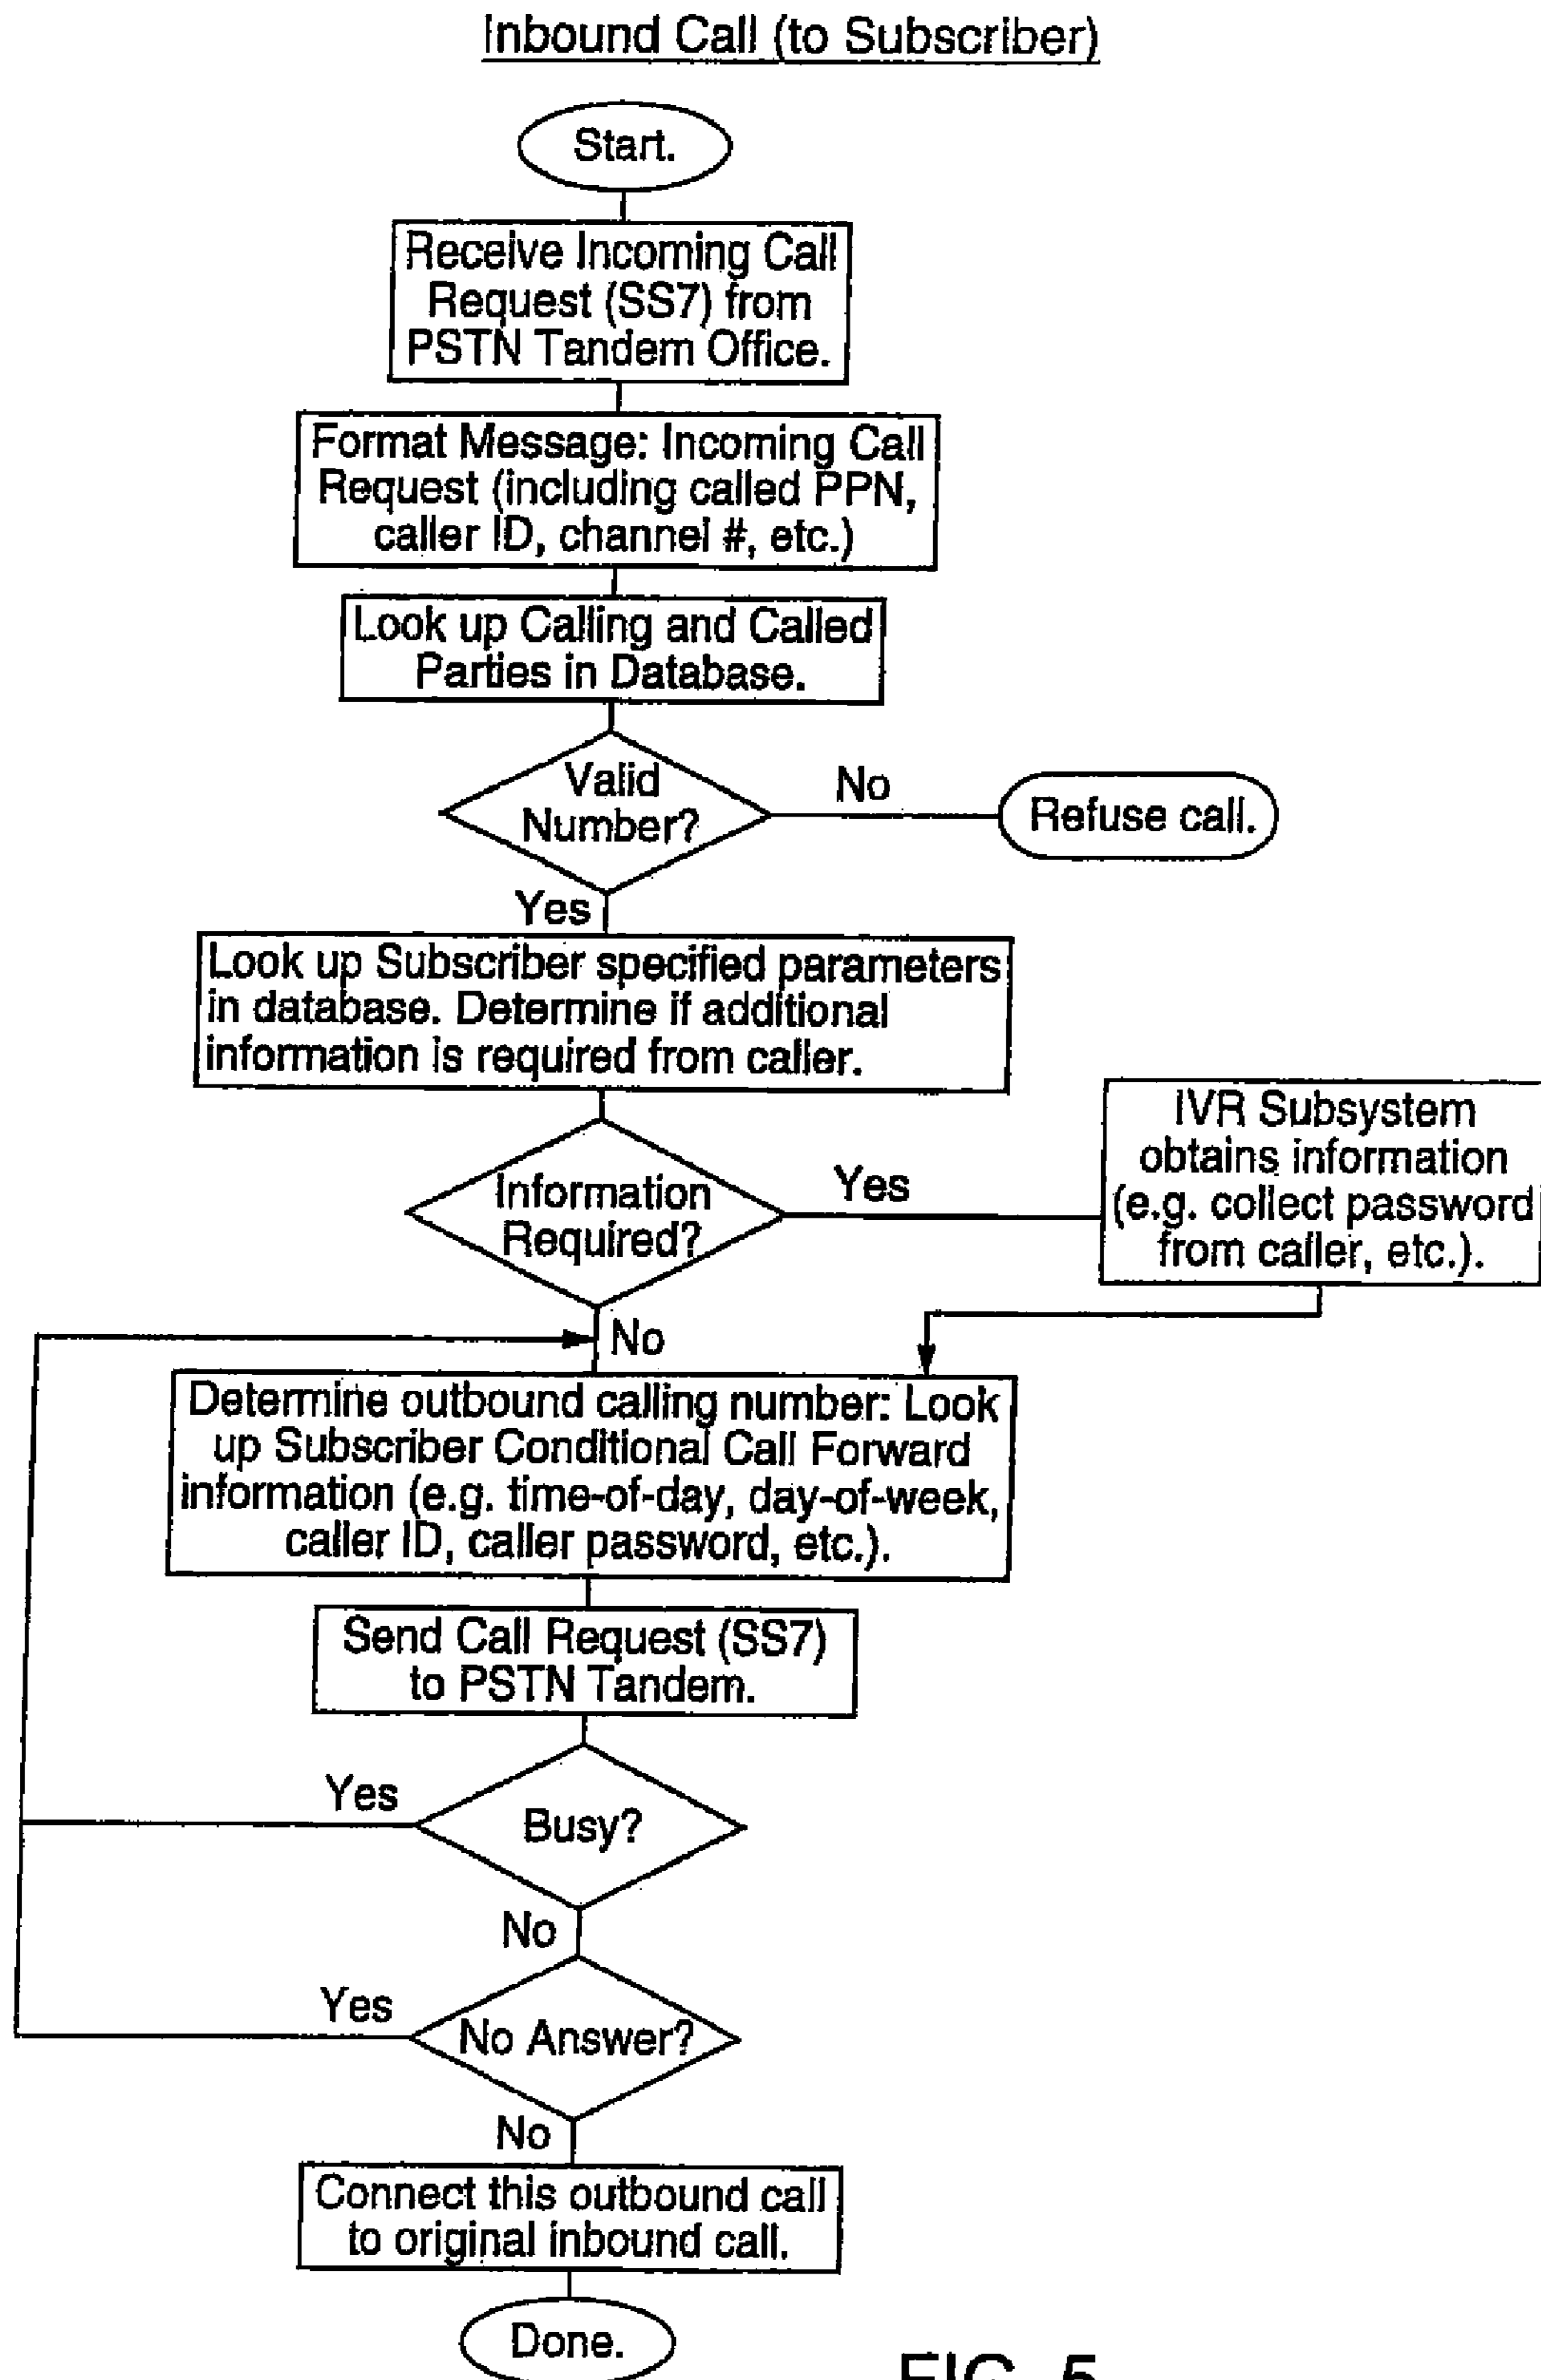 Inbound Call (to Subscriber)
Start.
Receive Incoming Call
Request (SS7) from
PSTN Tandem Office.
Format Message: Incoming Call
Request (including called PPN,
caller ID, channel #, etc.)
Look up Calling and Called
Parties in Database.
Valid
Number?
No
Refuse call.
Yes
Look up Subscriber specified parameters
in database. Determine if additional
information is required from caller.
Information
Required?
Yes
IVR Subsystem
obtains information
(e.g. collect password
from caller, etc.).
No
Determine outbound calling number: Look
up Subscriber Conditional Call Forward
information (e.g. time-of-day, day-of-week,
caller ID, caller password, etc.).
Send Call Request (SS7)
to PSTN Tandem.
Yes
Busy?
No
Yes
No Answer?
No
Connect this outbound call
to original inbound call.
Done.
FIG. 5